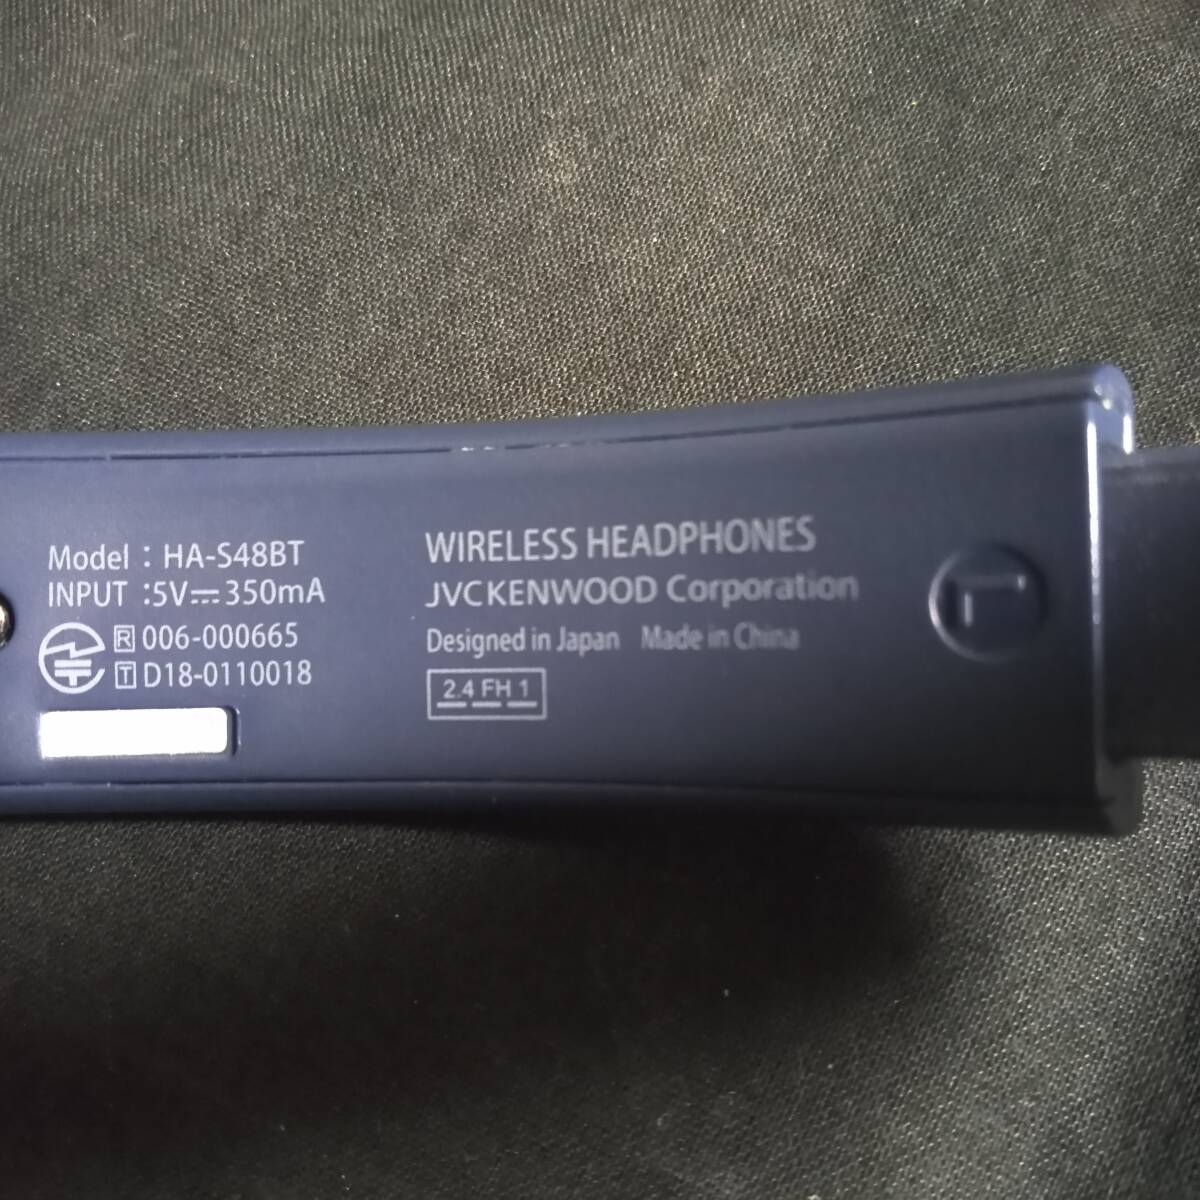 Model : HA-S48BT
INPUT :5V⎓350mA
R 006-000665
T D18-0110018
WIRELESS HEADPHONES
JVCKENWOOD Corporation
Designed in Japan Made in China
2.4 FH 1
L